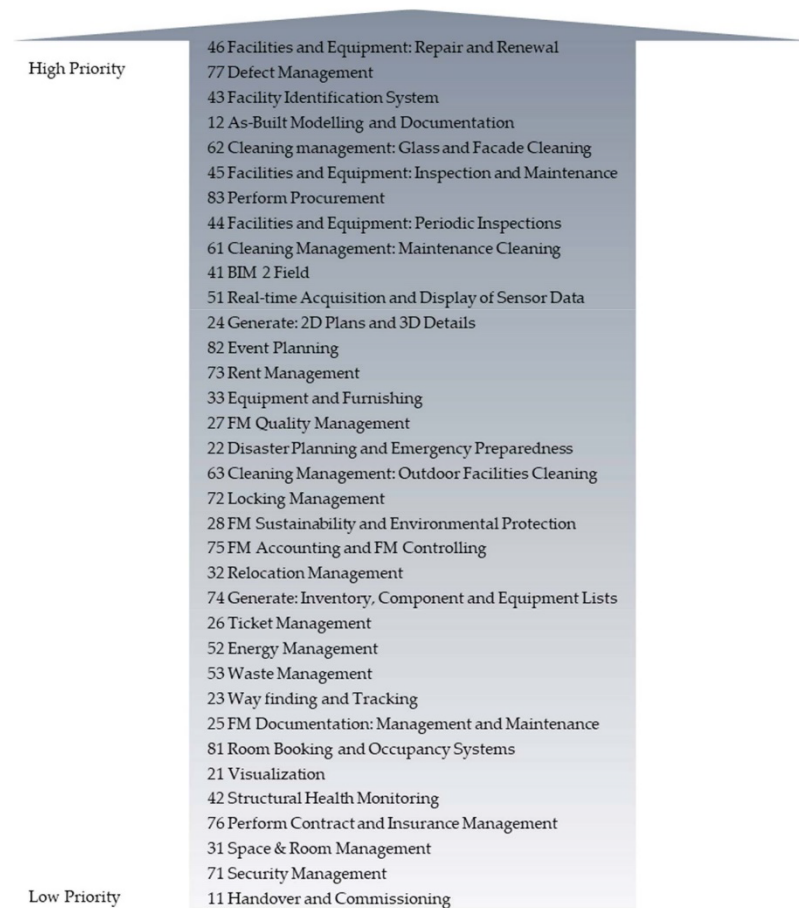 46 Facilities and Equipment: Repair and Renewal
High Priority
77 Defect Management
43 Facility Identification System
12 As-Built Modelling and Documentation
62 Cleaning management: Glass and Facade Cleaning
45 Facilities and Equipment: Inspection and Maintenance
83 Perform Procurement
44 Facilities and Equipment: Periodic Inspections
61 Cleaning Management: Maintenance Cleaning
41 BIM 2 Field
51 Real-time Acquisition and Display of Sensor Data
24 Generate: 2D Plans and 3D Details
82 Event Planning
73 Rent Management
33 Equipment and Furnishing
27 FM Quality Management
22 Disaster Planning and Emergency Preparedness
63 Cleaning Management: Outdoor Facilities Cleaning
72 Locking Management
28 FM Sustainability and Environmental Protection
75 FM Accounting and FM Controlling
32 Relocation Management
74 Generate: Inventory, Component and Equipment Lists
26 Ticket Management
52 Energy Management
53 Waste Management
23 Way finding and Tracking
25 FM Documentation: Management and Maintenance
81 Room Booking and Occupancy Systems
21 Visualization
42 Structural Health Monitoring
76 Perform Contract and Insurance Management
31 Space & Room Management
71 Security Management
Low Priority
11 Handover and Commissioning